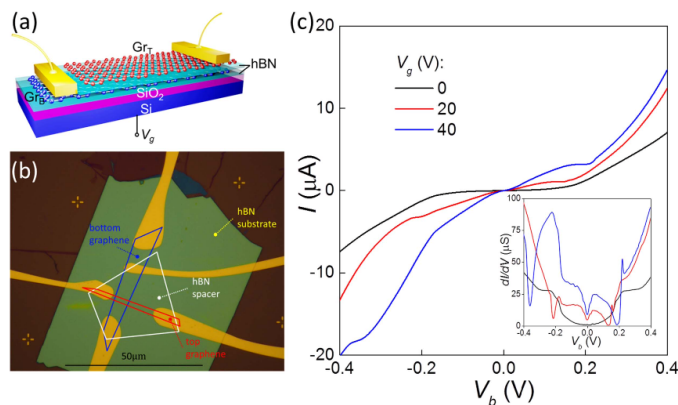 (a)
Gr_T
hBN
Gr_B
SiO₂
Si
V_g
(b)
bottom
graphene
hBN
substrate
hBN
spacer
top
graphene
50µm
(c)
V_g (V):
0
20
40
I (µA)
20
10
0
-10
-20
-0.4
-0.2
0.0
0.2
0.4
V_b (V)
dI/dV (µS)
100
75
50
25
0
-0.4 -0.2 0.0 0.2 0.4
V_b (V)